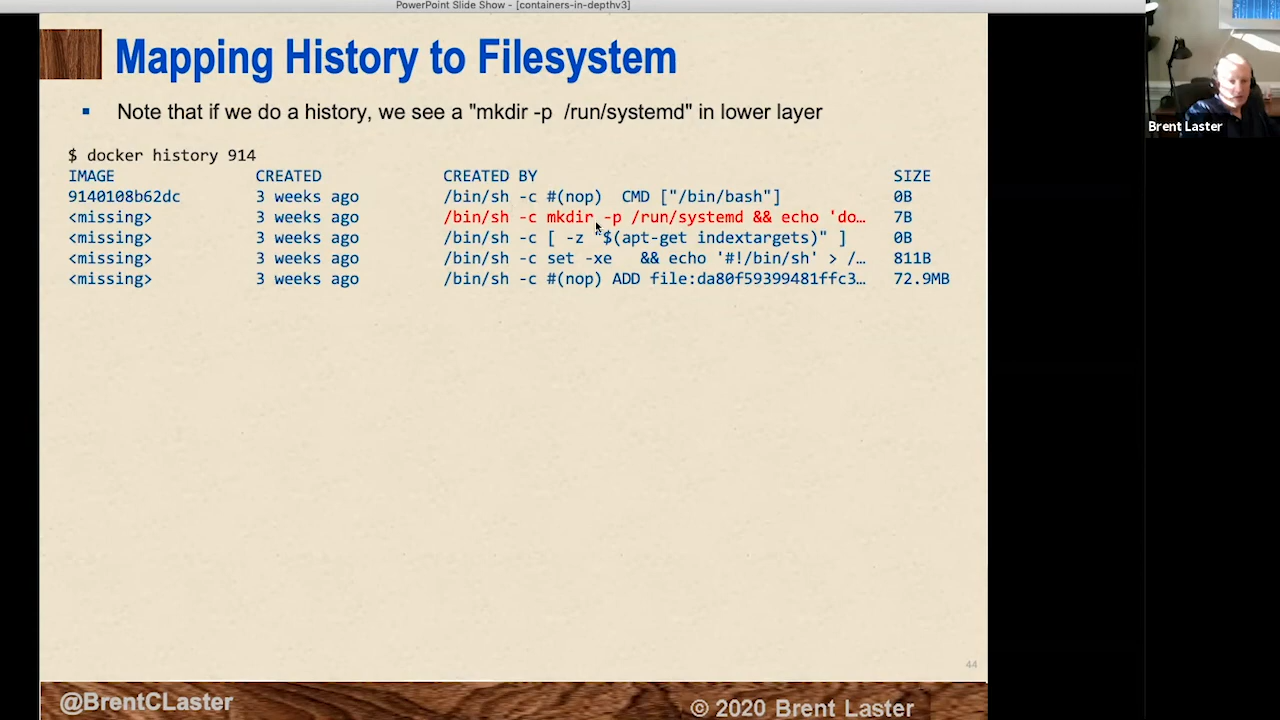 PowerPoint Slide Show - [containers-in-depthv3]
Mapping History to Filesystem
Note that if we do a history, we see a "mkdir -p /run/systemd" in lower layer
$ docker history 914
IMAGE CREATED CREATED BY SIZE
9140108b62dc 3 weeks ago /bin/sh -c #(nop) CMD ["/bin/bash"] 0B
<missing> 3 weeks ago /bin/sh -c mkdir -p /run/systemd && echo 'do… 7B
<missing> 3 weeks ago /bin/sh -c [ -z "$(apt-get indextargets)" ] 0B
<missing> 3 weeks ago /bin/sh -c set -xe && echo '#!/bin/sh' > /… 811B
<missing> 3 weeks ago /bin/sh -c #(nop) ADD file:da80f59399481ffc3… 72.9MB
44
@BrentCLaster
© 2020 Brent Laster
Brent Laster